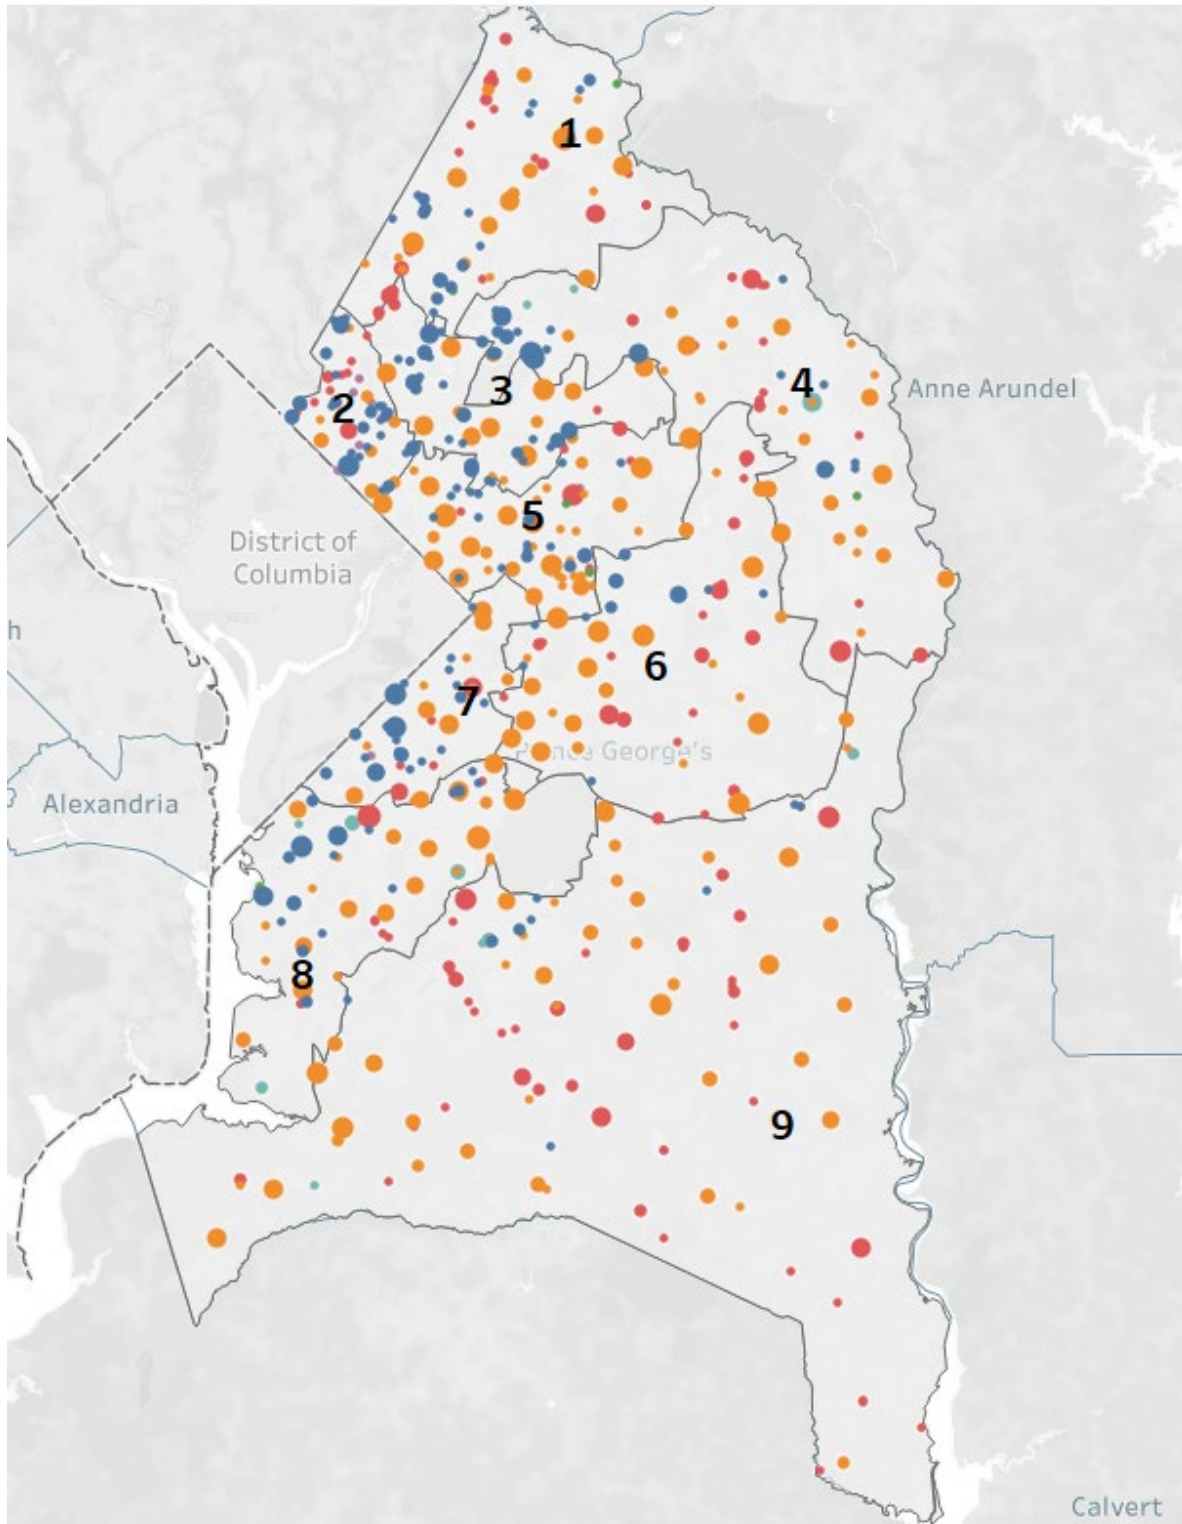 1
2
3
4
Anne Arundel
5
District of
Columbia
h
6
7
Prince George's
Alexandria
8
9
Calvert